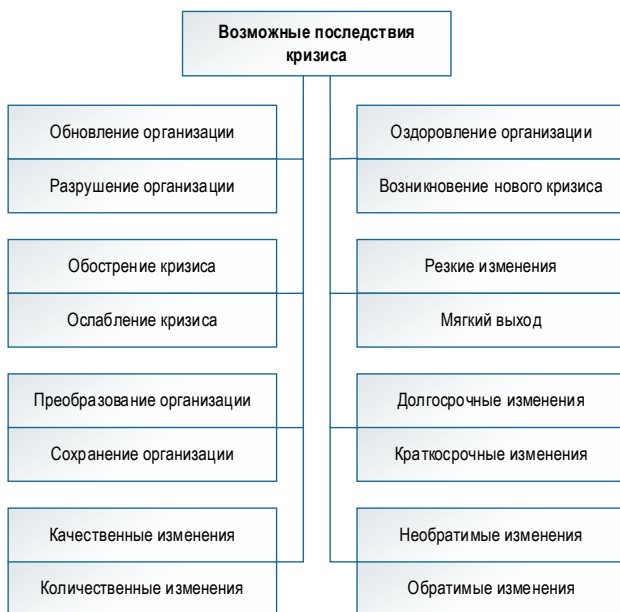 Возможные последствия
кризиса
Обновление организации
Разрушение организации
Обострение кризиса
Ослабление кризиса
Преобразование организации
Сохранение организации
Качественные изменения
Количественные изменения
Оздоровление организации
Возникновение нового кризиса
Резкие изменения
Мягкий выход
Долгосрочные изменения
Краткосрочные изменения
Необратимые изменения
Обратимые изменения